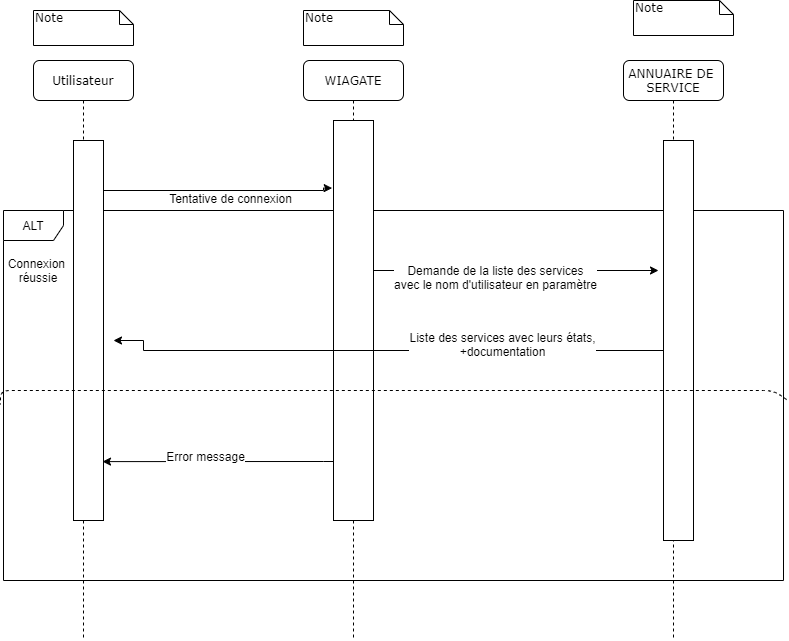 Note
Note
Note
Utilisateur
WIAGATE
ANNUAIRE DE
SERVICE
Tentative de connexion
ALT
Connexion
réussie
Demande de la liste des services
avec le nom d'utilisateur en paramètre
Liste des services avec leurs états,
+documentation
Error message